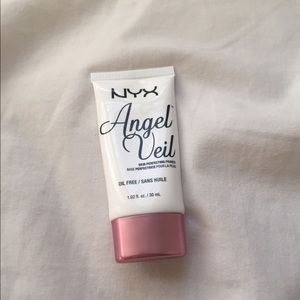 NYX
Angel
Veil
SKIN PERFECTING PRIMER
BASE PERFECTRICE POUR LA PEAU
OIL FREE / SANS HUILE
1.02 fl. oz. / 30 mL